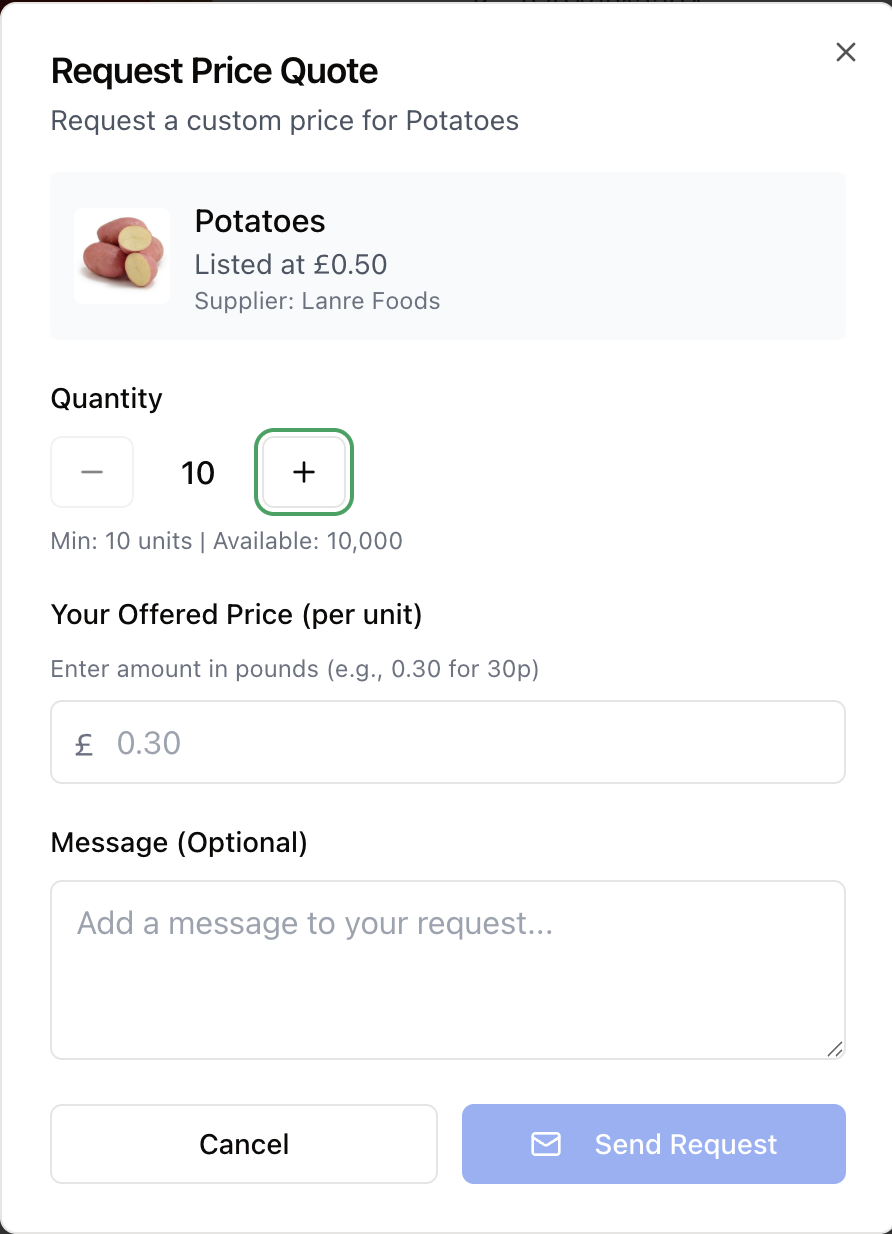 Request Price Quote
Request a custom price for Potatoes
Potatoes
Listed at £0.50
Supplier: Lanre Foods
Quantity
10
Min: 10 units | Available: 10,000
Your Offered Price (per unit)
Enter amount in pounds (e.g., 0.30 for 30p)
£ 0.30
Message (Optional)
Add a message to your request...
Cancel
Send Request